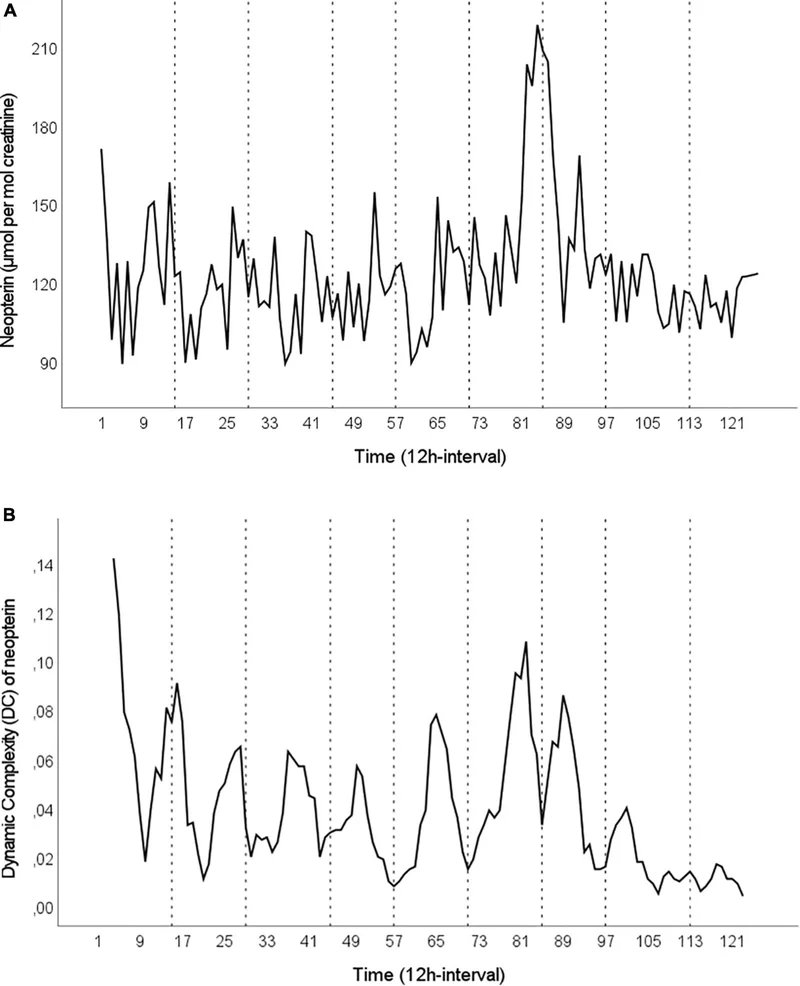 A
Neopterin (µmol per mol creatinine)
210
180
150
120
90
1 9 17 25 33 41 49 57 65 73 81 89 97 105 113 121
Time (12h-interval)
B
Dynamic Complexity (DC) of neopterin
,14
,12
,10
,08
,06
,04
,02
,00
1 9 17 25 33 41 49 57 65 73 81 89 97 105 113 121
Time (12h-interval)